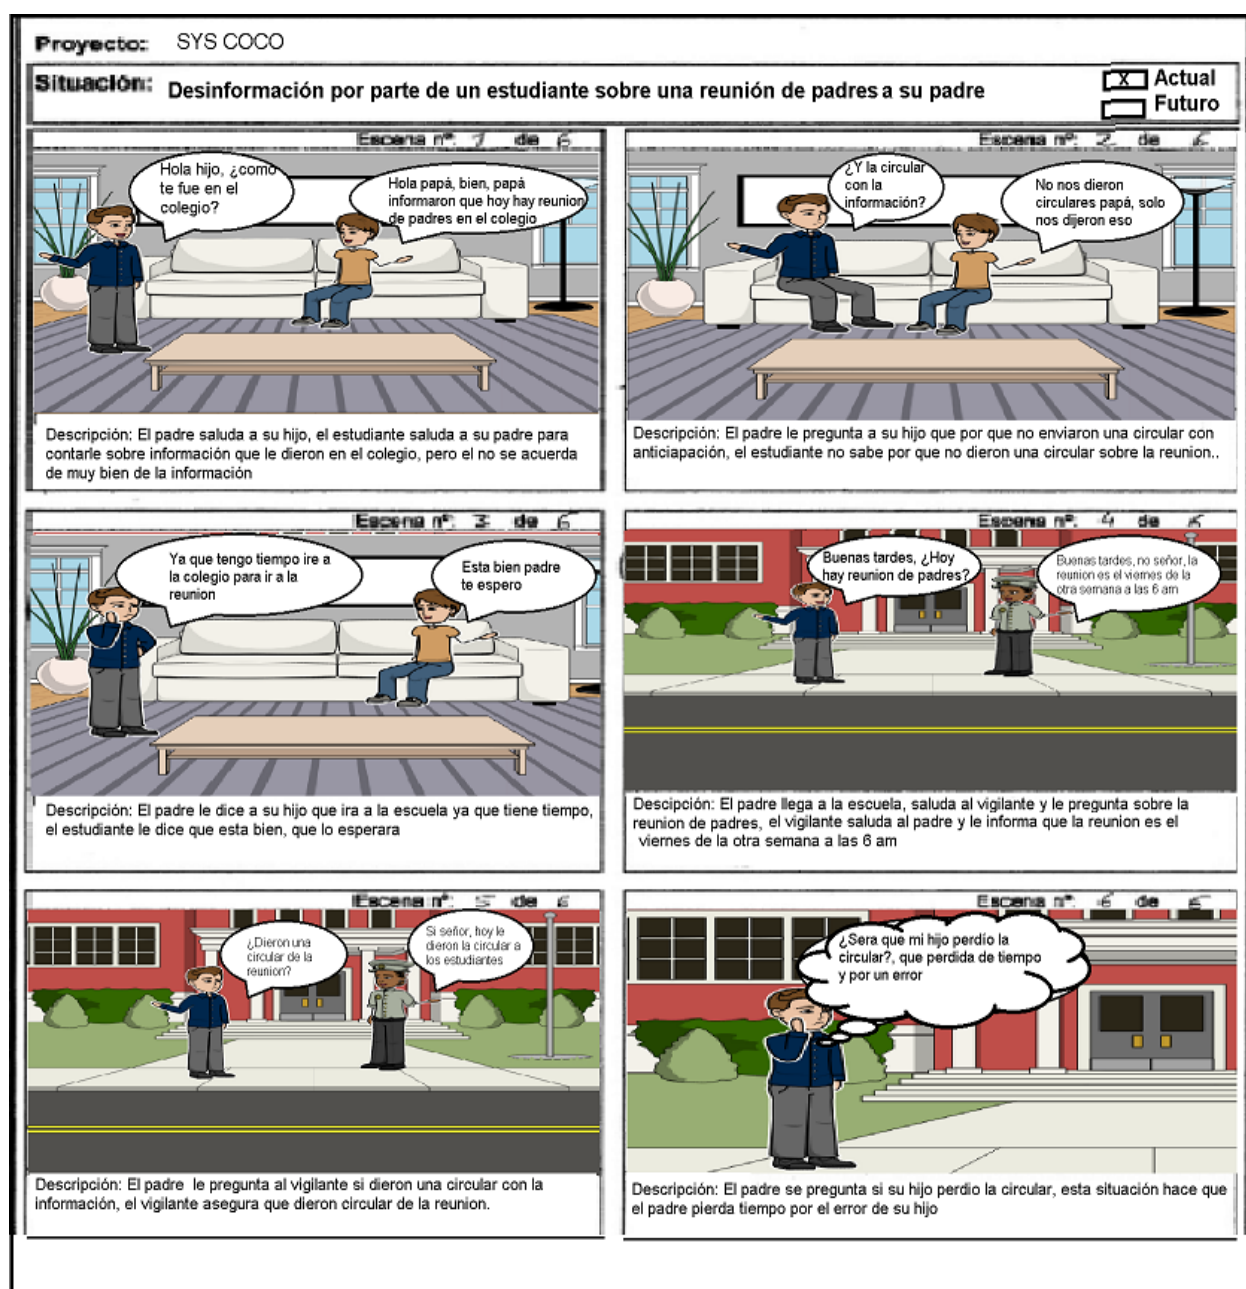 Proyecto: SYS COCO
Situación: Desinformación por parte de un estudiante sobre una reunión de padres a su padre
X Actual
Futuro
Escena nº: 1 de 6
Hola hijo, ¿como
te fue en el
colegio?
Hola papá, bien, papá
informaron que hoy hay reunion
de padres en el colegio
Descripción: El padre saluda a su hijo, el estudiante saluda a su padre para
contarle sobre información que le dieron en el colegio, pero el no se acuerda
de muy bien de la información
Escena nº: 2 de 6
¿Y la circular
con la
información?
No nos dieron
circulares papá, solo
nos dijeron eso
Descripción: El padre le pregunta a su hijo que por que no enviaron una circular con
anticiapación, el estudiante no sabe por que no dieron una circular sobre la reunion..
Escena nº: 3 de 6
Ya que tengo tiempo ire a
la colegio para ir a la
reunion
Esta bien padre
te espero
Descripción: El padre le dice a su hijo que ira a la escuela ya que tiene tiempo,
el estudiante le dice que esta bien, que lo esperara
Escena nº: 4 de 6
Buenas tardes, ¿Hoy
hay reunion de padres?
Buenas tardes, no señor, la
reunion es el viernes de la
otra semana a las 6 am
Descipción: El padre llega a la escuela, saluda al vigilante y le pregunta sobre la
reunion de padres, el vigilante saluda al padre y le informa que la reunion es el
viernes de la otra semana a las 6 am
Escena nº: 5 de 6
¿Dieron una
circular de la
reunion?
Si señor, hoy le
dieron la circular a
los estudiantes
Descripción: El padre le pregunta al vigilante si dieron una circular con la
información, el vigilante asegura que dieron circular de la reunion.
Escena nº: 6 de 6
¿Sera que mi hijo perdío la
circular?, que perdida de tiempo
y por un error
Descripción: El padre se pregunta si su hijo perdio la circular, esta situación hace que
el padre pierda tiempo por el error de su hijo